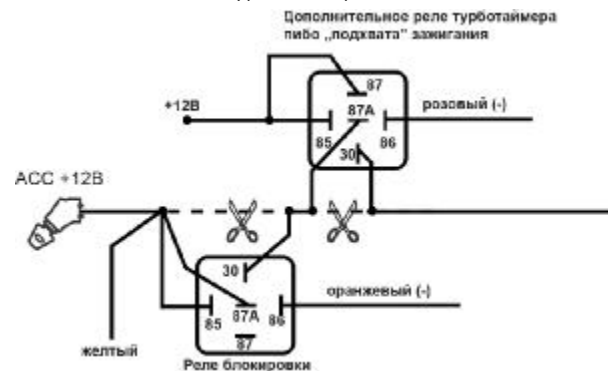 Дополнительное реле турботаймера
либо „подхвата" зажигания
87
+12В
87А
розовый (-)
85
86
30
ACC +12В
30
оранжевый (-)
85
87А
86
87
желтый
Реле блокировки